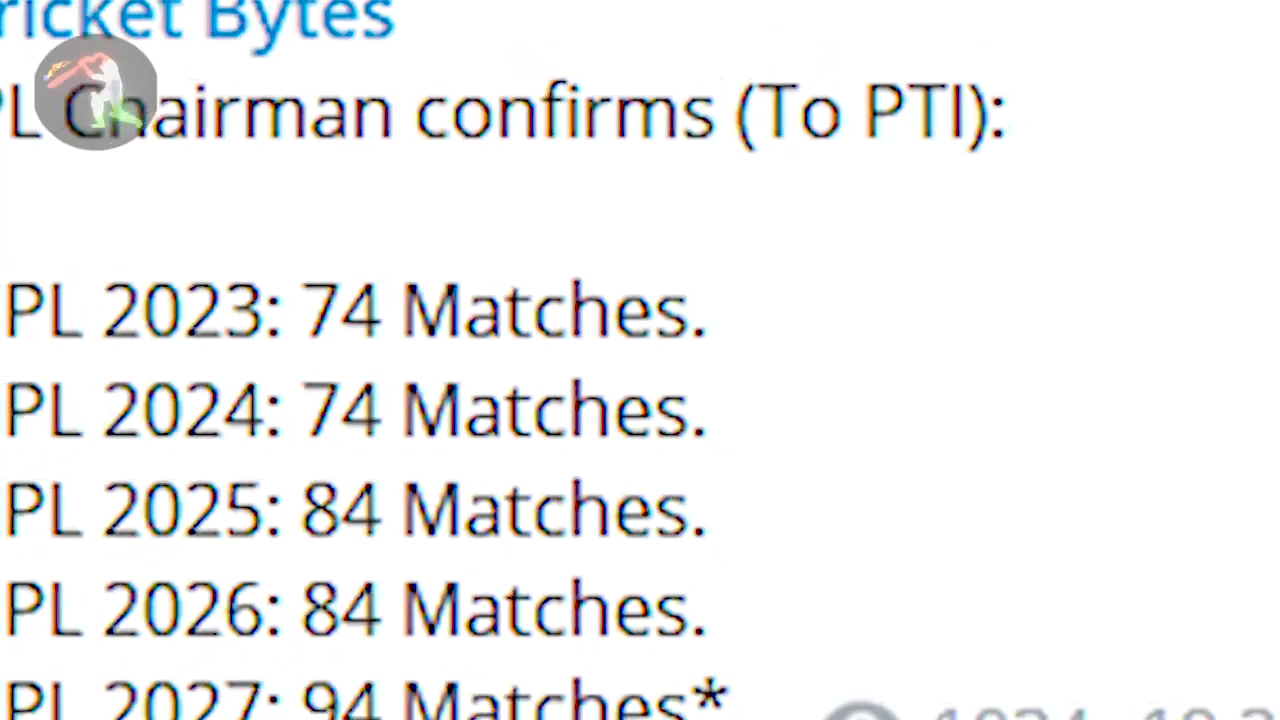 ricket Bytes
PL Chairman confirms (To PTI):
PL 2023: 74 Matches.
PL 2024: 74 Matches.
PL 2025: 84 Matches.
PL 2026: 84 Matches.
PL 2027: 94 Matches*